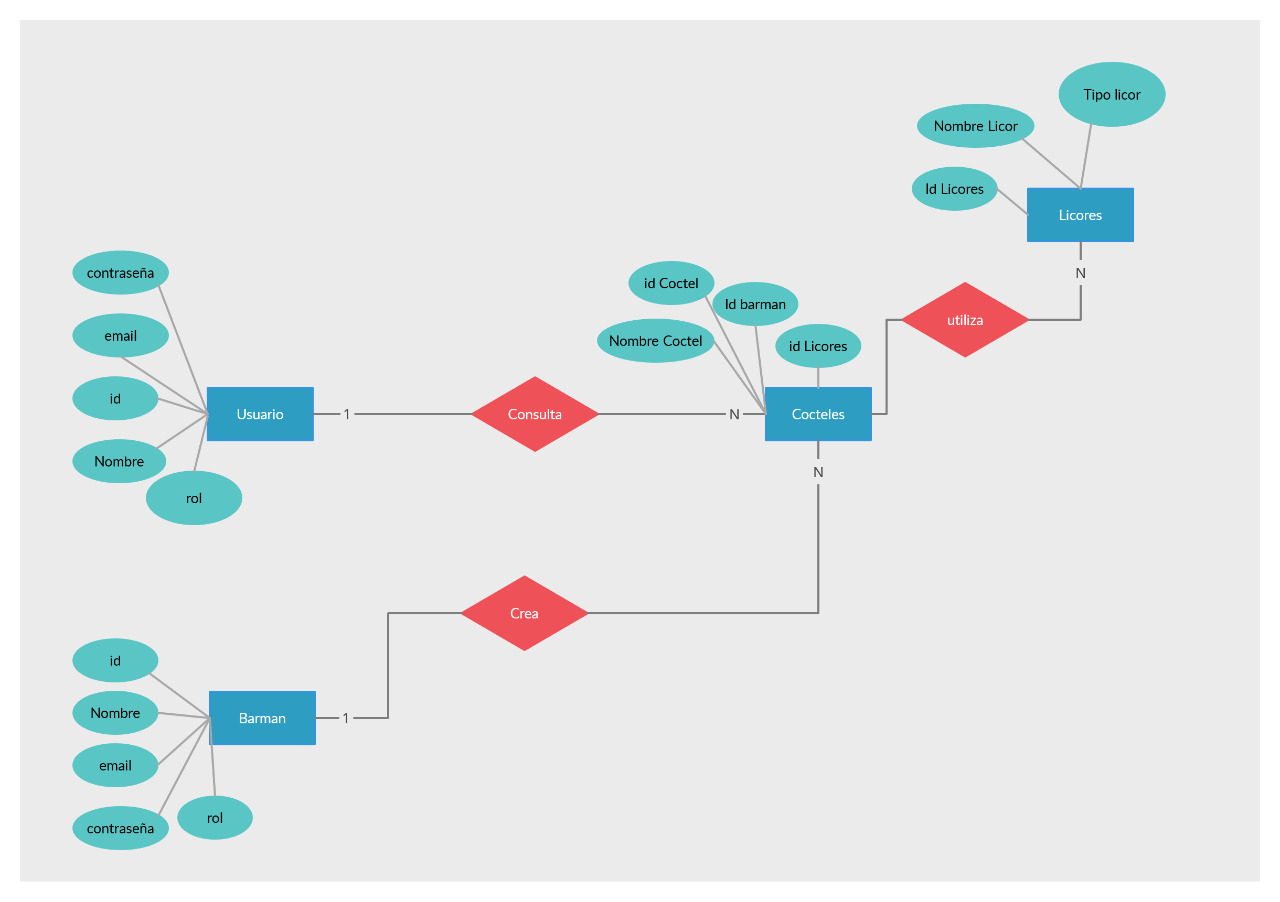 Tipo licor
Nombre Licor
Id Licores
Licores
N
contraseña
id Coctel
Id barman
utiliza
email
Nombre Coctel
id Licores
id
Usuario
1
Consulta
N
Cocteles
Nombre
N
rol
Crea
id
Nombre
Barman
1
email
rol
contraseña